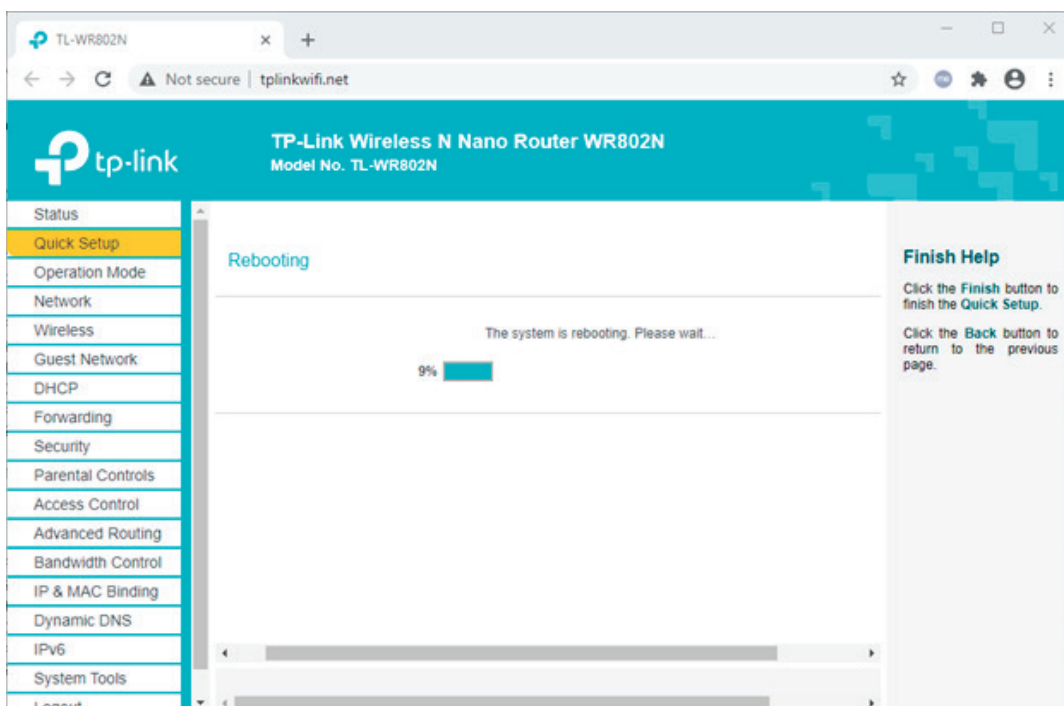 TL-WR802N
Not secure | tplinkwifi.net
tp-link
TP-Link Wireless N Nano Router WR802N
Model No. TL-WR802N
Status
Quick Setup
Operation Mode
Network
Wireless
Guest Network
DHCP
Forwarding
Security
Parental Controls
Access Control
Advanced Routing
Bandwidth Control
IP & MAC Binding
Dynamic DNS
IPv6
System Tools
Logout
Rebooting
The system is rebooting. Please wait...
9%
Finish Help
Click the Finish button to
finish the Quick Setup.
Click the Back button to
return to the previous
page.